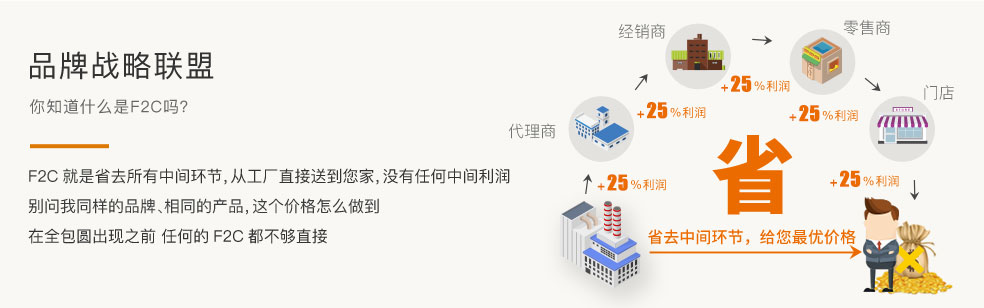 品牌战略联盟
你知道什么是F2C吗?
F2C 就是省去所有中间环节, 从工厂直接送到您家, 没有任何中间利润
别问我同样的品牌、相同的产品, 这个价格怎么做到
在全包圆出现之前 任何的 F2C 都不够直接
经销商
零售商
代理商
门店
+25%利润
+25%利润
+25%利润
+25%利润
+25%利润
省
省去中间环节，给您最优价格
STORE